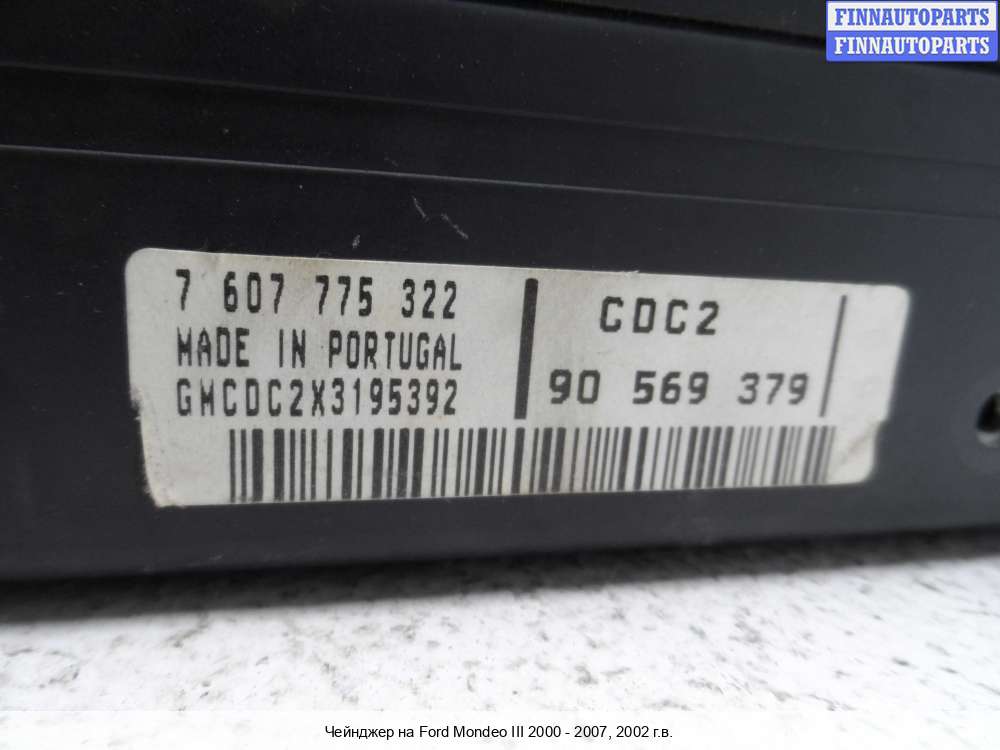 FINNAUTOPARTS
FINNAUTOPARTS
7 607 775 322
MADE IN PORTUGAL
GMCDC2X3195392
CDC2
90 569 379
Чейнджер на Ford Mondeo III 2000 - 2007, 2002 г.в.